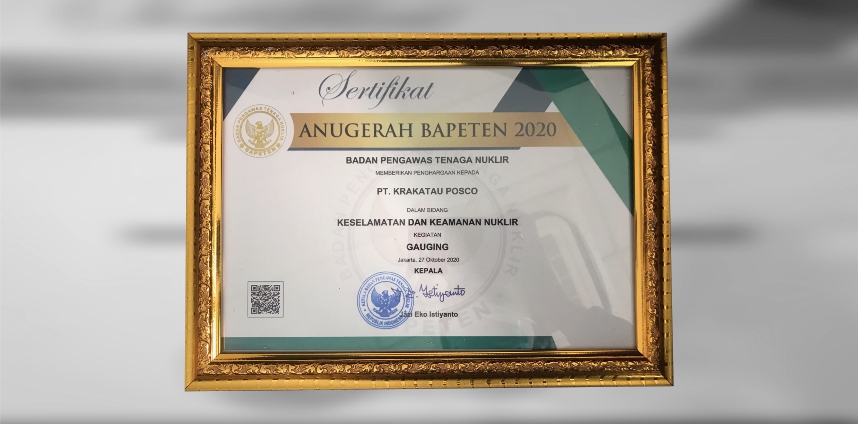 Sertifikat
ANUGERAH BAPETEN 2020
BAPETEN
BADAN PENGAWAS TENAGA NUKLIR
MEMBERIKAN PENGHARGAAN KEPADA
PT. KRAKATAU POSCO
DALAM BIDANG
KESELAMATAN DAN KEAMANAN NUKLIR
KEGIATAN
GAUGING
Jakarta, 27 Oktober 2020
KEPALA
Jazi Eko Istiyanto